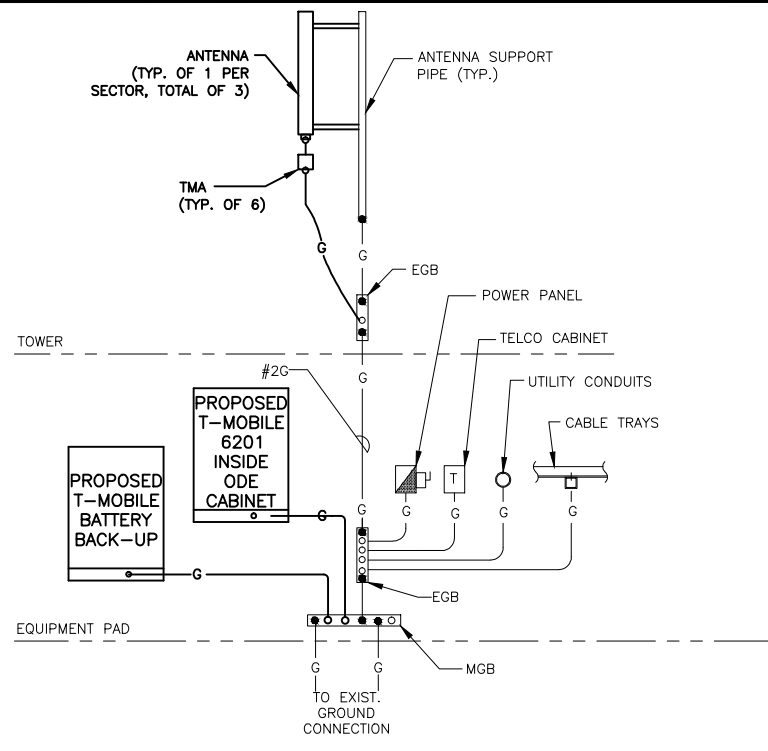 ANTENNA
(TYP. OF 1 PER
SECTOR, TOTAL OF 3)
ANTENNA SUPPORT
PIPE (TYP.)
TMA
(TYP. OF 6)
G
G
EGB
POWER PANEL
TOWER
TELCO CABINET
#2G
G
UTILITY CONDUITS
CABLE TRAYS
PROPOSED
T-MOBILE
6201
INSIDE
ODE
CABINET
PROPOSED
T-MOBILE
BATTERY
BACK-UP
T
G
G
G
G
G
G
G
EGB
EQUIPMENT PAD
MGB
G
G
TO EXIST.
GROUND
CONNECTION